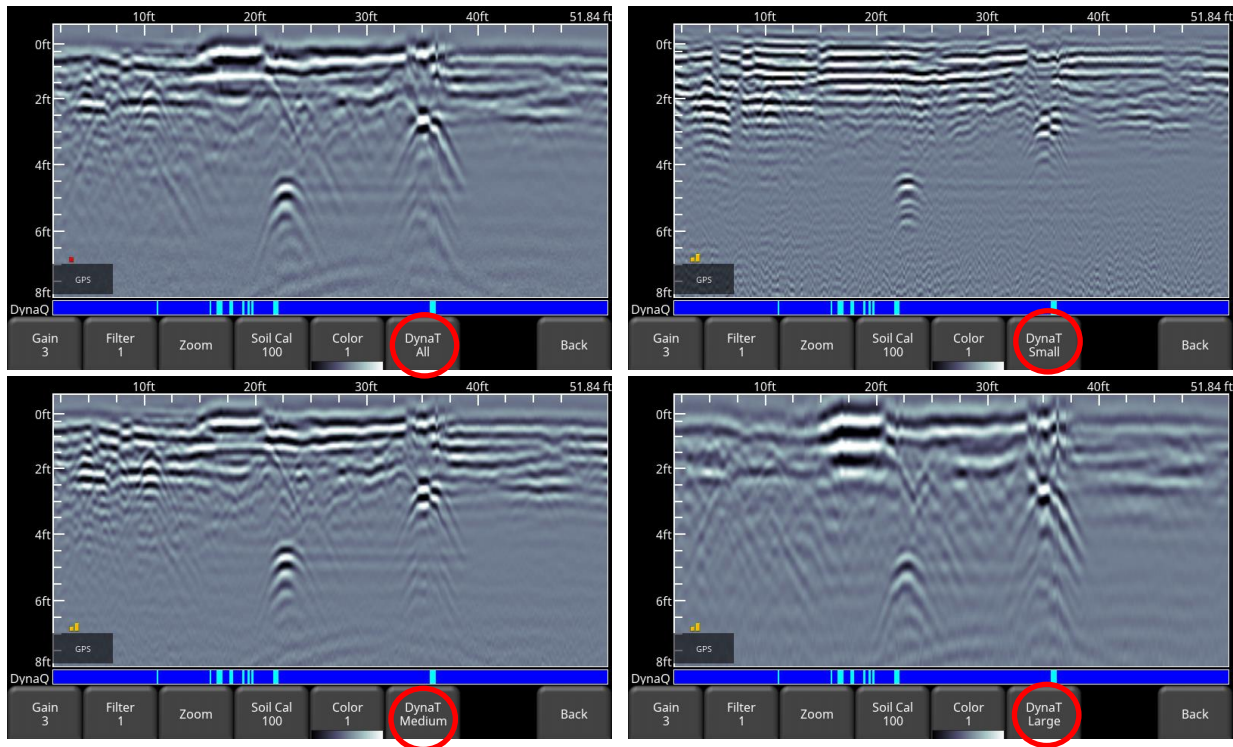 10ft 20ft 30ft 40ft 51.84 ft
0ft
2ft
4ft
6ft
GPS
8ft
DynaQ
Gain 3
Filter 1
Zoom
Soil Cal 100
Color 1
DynaT All
Back
10ft 20ft 30ft 40ft 51.84 ft
0ft
2ft
4ft
6ft
GPS
8ft
DynaQ
Gain 3
Filter 1
Zoom
Soil Cal 100
Color 1
DynaT Small
Back
10ft 20ft 30ft 40ft 51.84 ft
0ft
2ft
4ft
6ft
GPS
8ft
DynaQ
Gain 3
Filter 1
Zoom
Soil Cal 100
Color 1
DynaT Medium
Back
10ft 20ft 30ft 40ft 51.84 ft
0ft
2ft
4ft
6ft
GPS
8ft
DynaQ
Gain 3
Filter 1
Zoom
Soil Cal 100
Color 1
DynaT Large
Back